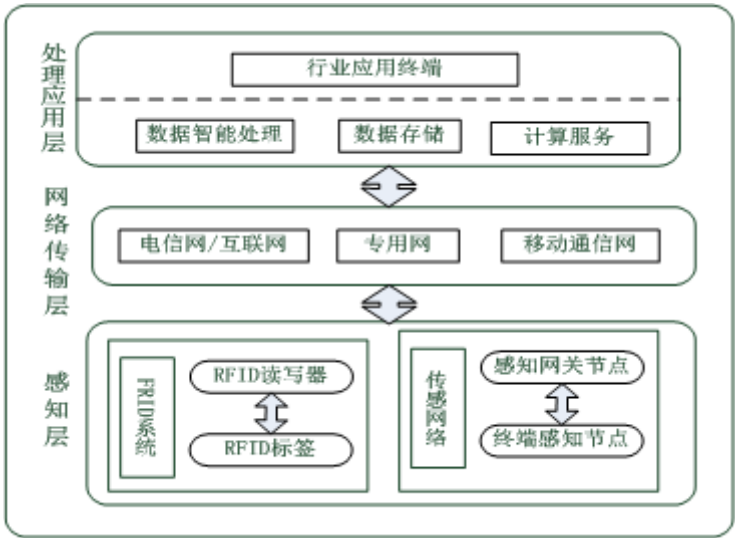 处理应用层
行业应用终端
数据智能处理
数据存储
计算服务
网络传输层
电信网/互联网
专用网
移动通信网
感知层
FRID系统
RFID读写器
RFID标签
传感网络
感知网关节点
终端感知节点